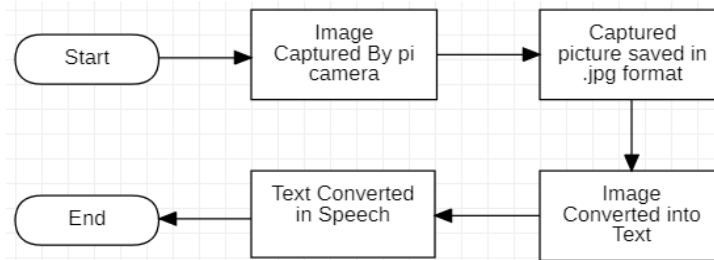 Start
Image
Captured By pi
camera
Captured
picture saved in
.jpg format
Image
Converted into
Text
Text Converted
in Speech
End